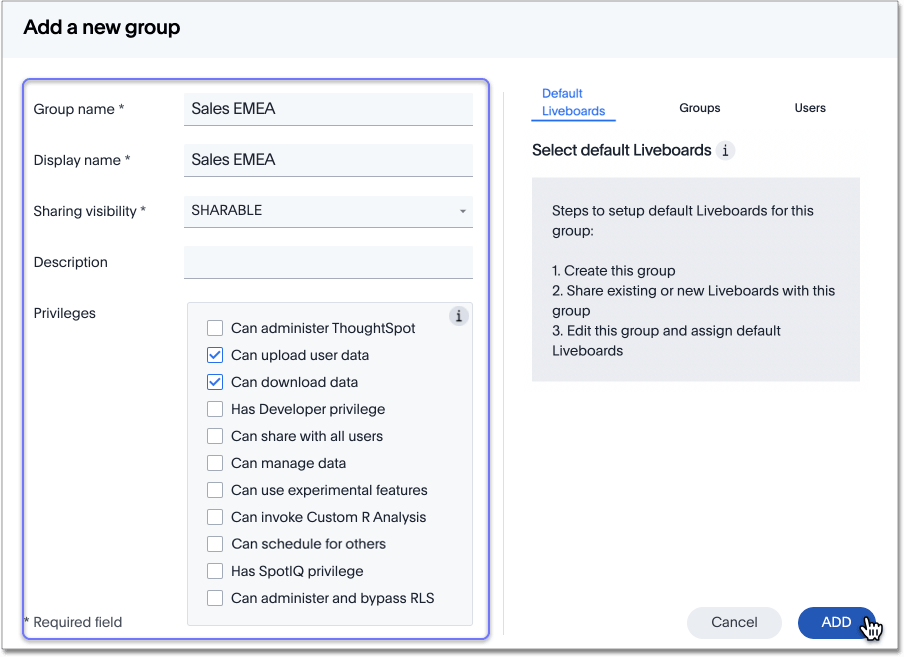 Add a new group
Group name *
Sales EMEA
Display name *
Sales EMEA
Sharing visibility *
SHARABLE
Description
Privileges
i
Can administer ThoughtSpot
Can upload user data
Can download data
Has Developer privilege
Can share with all users
Can manage data
Can use experimental features
Can invoke Custom R Analysis
Can schedule for others
Has SpotIQ privilege
Can administer and bypass RLS
* Required field
Default
Liveboards
Groups
Users
Select default Liveboards i
Steps to setup default Liveboards for this
group:
1. Create this group
2. Share existing or new Liveboards with this
group
3. Edit this group and assign default
Liveboards
Cancel
ADD